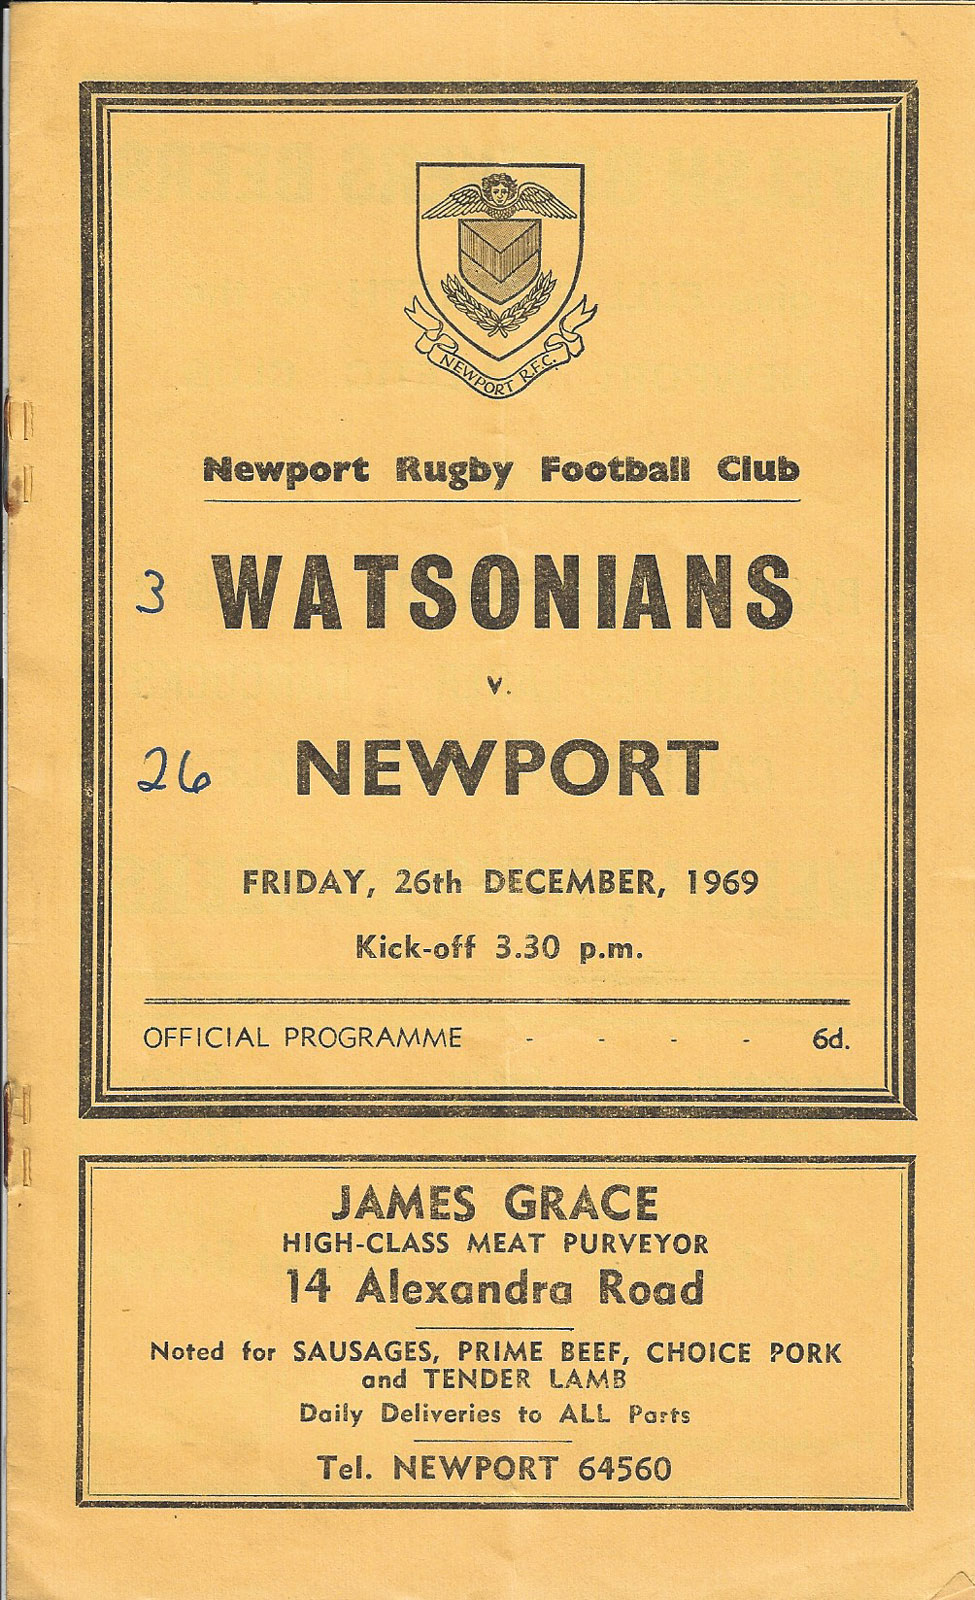 NEWPORT R.F.C.
Newport Rugby Football Club
3 WATSONIANS
v.
26 NEWPORT
FRIDAY, 26th DECEMBER, 1969
Kick-off 3.30 p.m.
OFFICIAL PROGRAMME - - - - 6d.
JAMES GRACE
HIGH-CLASS MEAT PURVEYOR
14 Alexandra Road
Noted for SAUSAGES, PRIME BEEF, CHOICE PORK
and TENDER LAMB
Daily Deliveries to ALL Parts
Tel. NEWPORT 64560